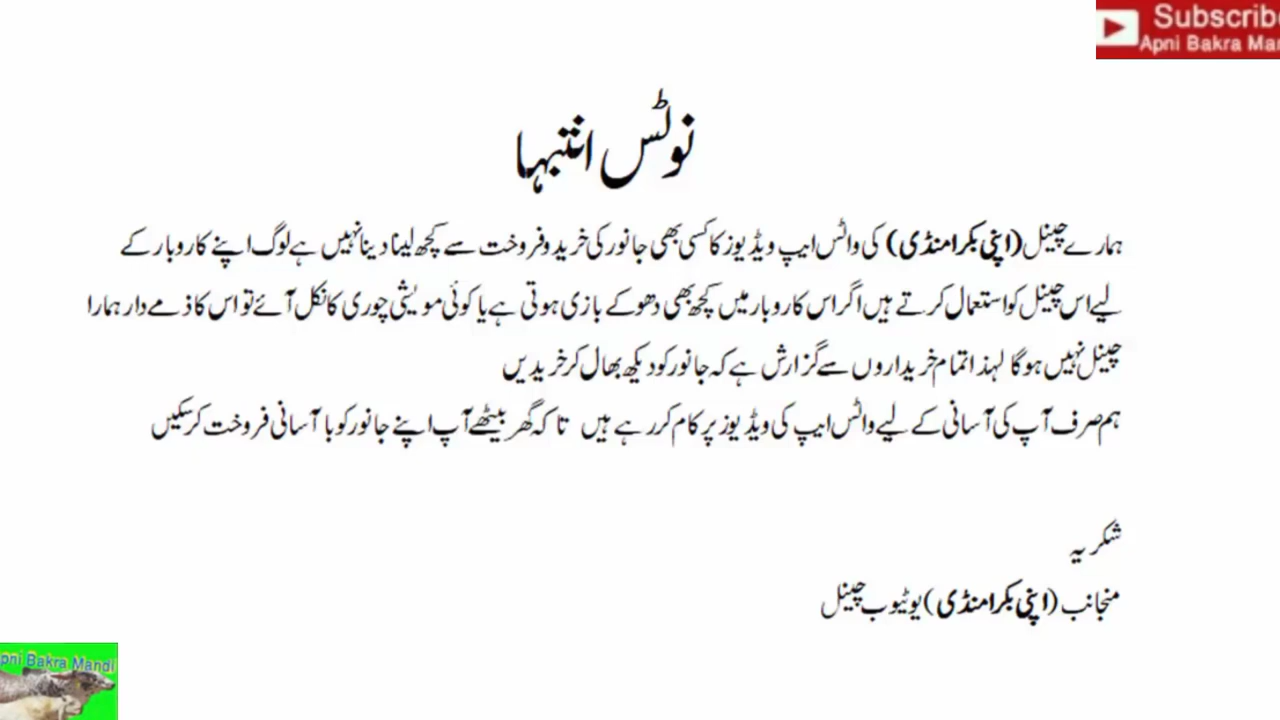 Subscribe
Apni Bakra Man
نوٹس انتبہا
ہمارے چینل (اپنی بکرا منڈی) کی واٹس ایپ ویڈیوز کا کسی بھی جانور کی خرید و فروخت سے کچھ لینا دینا نہیں ہے لوگ اپنے کاروبار کے
لیے اس چینل کو استعمال کرتے ہیں اگر اس کاروبار میں کچھ بھی دھوکے بازی ہوتی ہے یا کوئی مویشی چوری کا نکل آئے تو اس کا ذمے دار ہمارا
چینل نہیں ہوگا لہذا تمام خریداروں سے گزارش ہے کہ جانور کو دیکھ بھال کر خریدیں
ہم صرف آپ کی آسانی کے لیے واٹس ایپ کی ویڈیوز پر کام کر رہے ہیں تاکہ گھر بیٹھے آپ اپنے جانور کو با آسانی فروخت کر سکیں
شکریہ
منجانب (اپنی بکرا منڈی) یوٹیوب چینل
pni Bakra Mandi